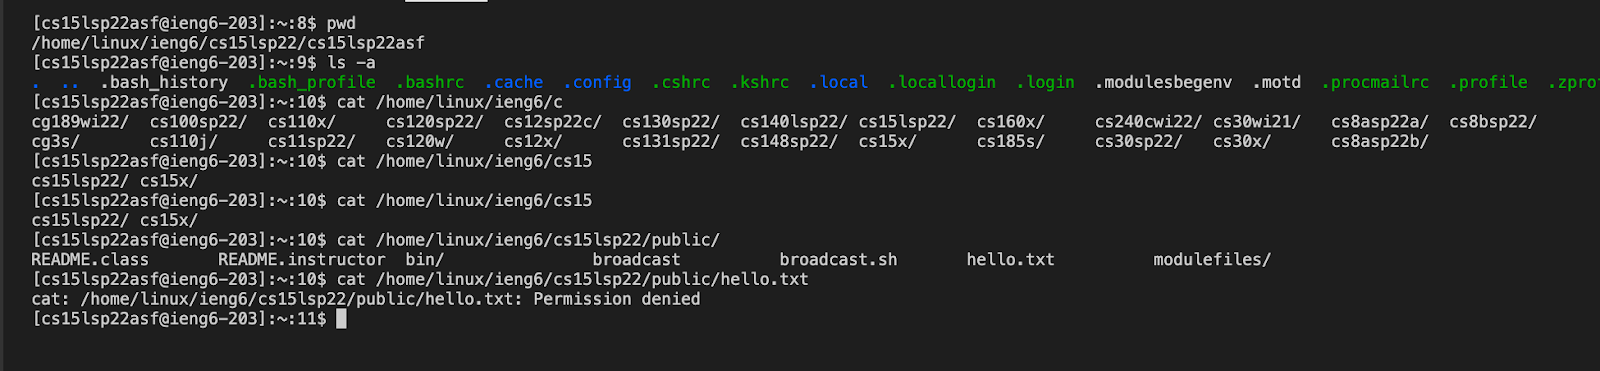 [cs15lsp22asf@ieng6-203]:~:8$ pwd
/home/linux/ieng6/cs15lsp22/cs15lsp22asf
[cs15lsp22asf@ieng6-203]:~:9$ ls -a
.  ..  .bash_history  .bash_profile  .bashrc  .cache  .config  .cshrc  .kshrc  .local  .locallogin  .login  .modulesbegenv  .motd  .procmailrc  .profile  .zpro
[cs15lsp22asf@ieng6-203]:~:10$ cat /home/linux/ieng6/c
cg189wi22/  cs100sp22/  cs110x/     cs120sp22/  cs12sp22c/  cs130sp22/  cs140lsp22/ cs15lsp22/  cs160x/     cs240cwi22/ cs30wi21/   cs8asp22a/  cs8bsp22/
cg3s/       cs110j/     cs11sp22/   cs120w/     cs12x/      cs131sp22/  cs148sp22/  cs15x/      cs185s/     cs30sp22/   cs30x/      cs8asp22b/
[cs15lsp22asf@ieng6-203]:~:10$ cat /home/linux/ieng6/cs15
cs15lsp22/ cs15x/
[cs15lsp22asf@ieng6-203]:~:10$ cat /home/linux/ieng6/cs15
cs15lsp22/ cs15x/
[cs15lsp22asf@ieng6-203]:~:10$ cat /home/linux/ieng6/cs15lsp22/public/
README.class       README.instructor  bin/               broadcast          broadcast.sh       hello.txt          modulefiles/
[cs15lsp22asf@ieng6-203]:~:10$ cat /home/linux/ieng6/cs15lsp22/public/hello.txt
cat: /home/linux/ieng6/cs15lsp22/public/hello.txt: Permission denied
[cs15lsp22asf@ieng6-203]:~:11$